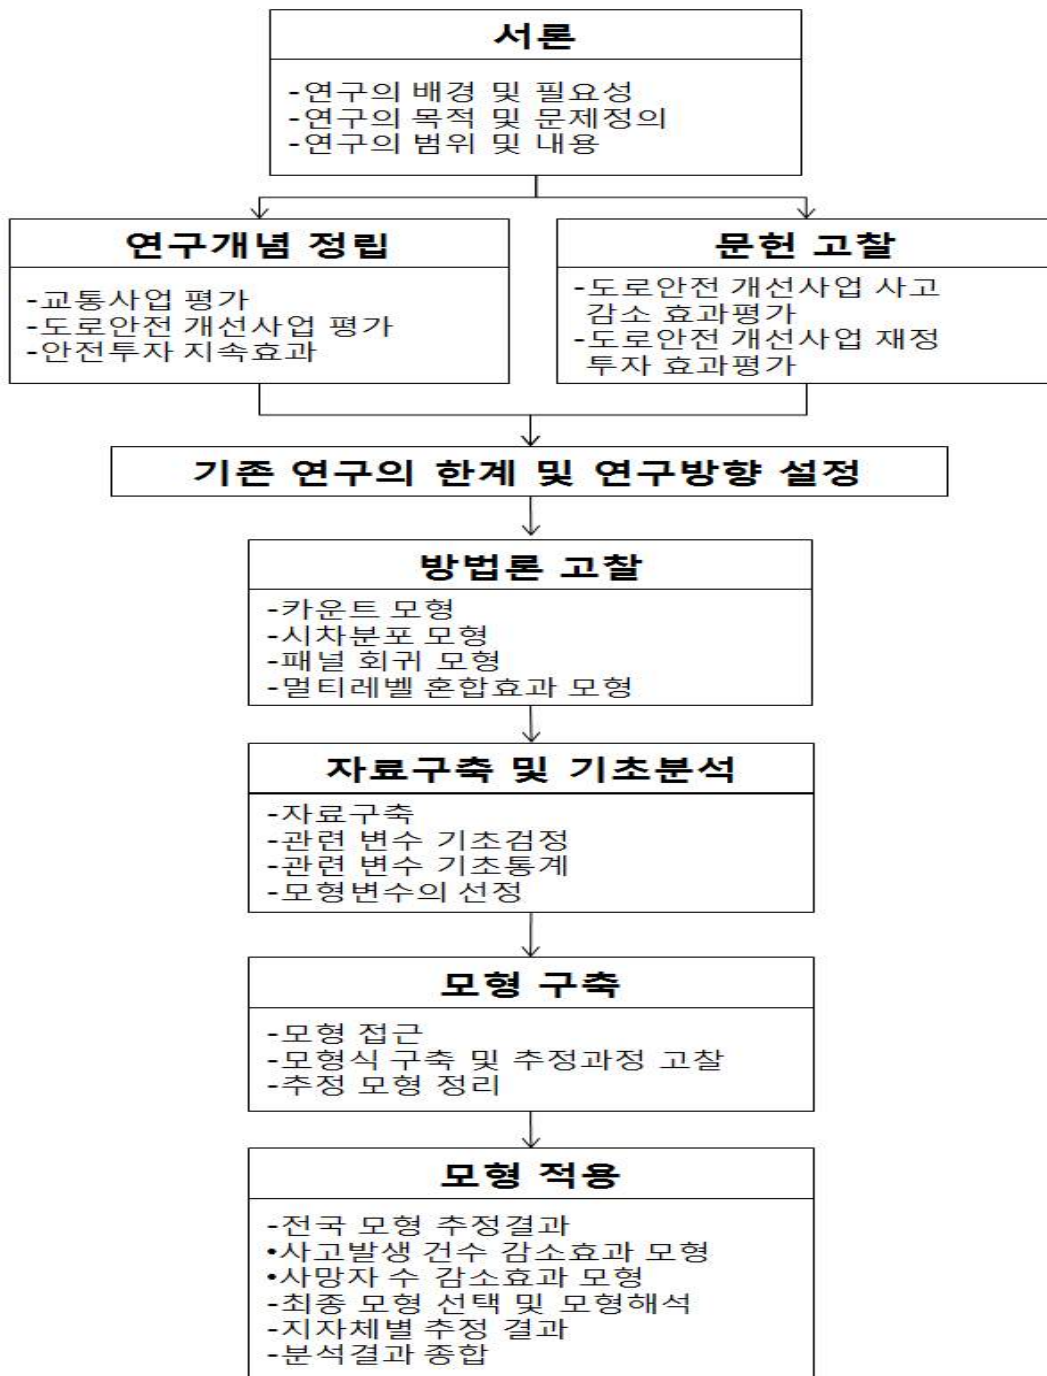 서론
-연구의 배경 및 필요성
-연구의 목적 및 문제정의
-연구의 범위 및 내용
연구개념 정립
-교통사업 평가
-도로안전 개선사업 평가
-안전투자 지속효과
문헌 고찰
-도로안전 개선사업 사고
감소 효과평가
-도로안전 개선사업 재정
투자 효과평가
기존 연구의 한계 및 연구방향 설정
방법론 고찰
-카운트 모형
-시차분포 모형
-패널 회귀 모형
-멀티레벨 혼합효과 모형
자료구축 및 기초분석
-자료구축
-관련 변수 기초검정
-관련 변수 기초통계
-모형변수의 선정
모형 구축
-모형 접근
-모형식 구축 및 추정과정 고찰
-추정 모형 정리
모형 적용
-전국 모형 추정결과
•사고발생 건수 감소효과 모형
•사망자 수 감소효과 모형
-최종 모형 선택 및 모형해석
-지자체별 추정 결과
-분석결과 종합